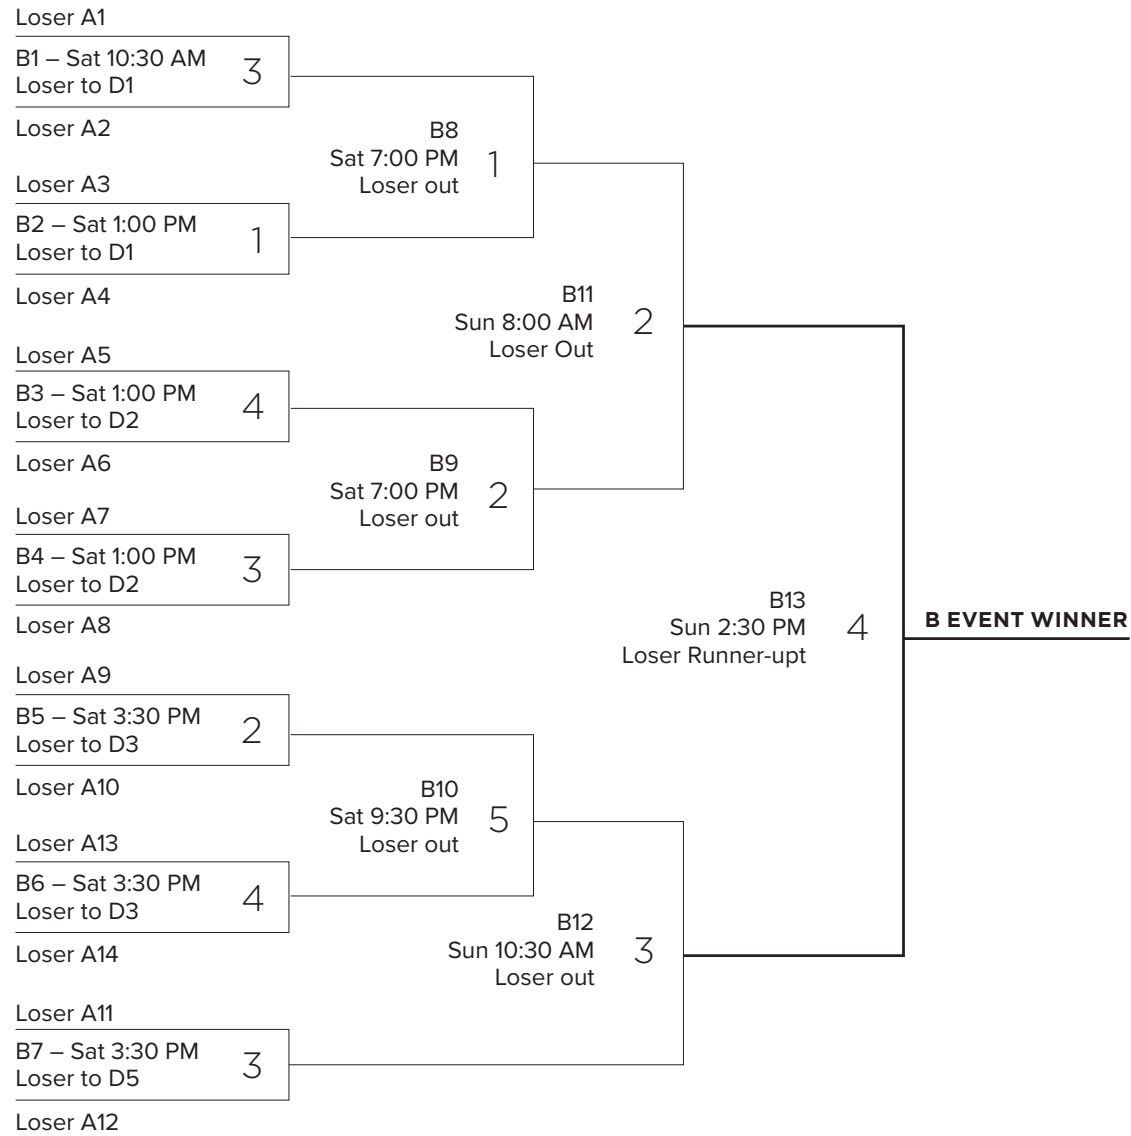 Loser A1
B1 – Sat 10:30 AM
Loser to D1
3
Loser A2
Loser A3
B2 – Sat 1:00 PM
Loser to D1
1
Loser A4
B8
Sat 7:00 PM
Loser out
1
Loser A5
B3 – Sat 1:00 PM
Loser to D2
4
Loser A6
Loser A7
B4 – Sat 1:00 PM
Loser to D2
3
Loser A8
B9
Sat 7:00 PM
Loser out
2
B11
Sun 8:00 AM
Loser Out
2
Loser A9
B5 – Sat 3:30 PM
Loser to D3
2
Loser A10
Loser A13
B6 – Sat 3:30 PM
Loser to D3
4
Loser A14
B10
Sat 9:30 PM
Loser out
5
Loser A11
B7 – Sat 3:30 PM
Loser to D5
3
Loser A12
B12
Sun 10:30 AM
Loser out
3
B13
Sun 2:30 PM
Loser Runner-upt
4
B EVENT WINNER